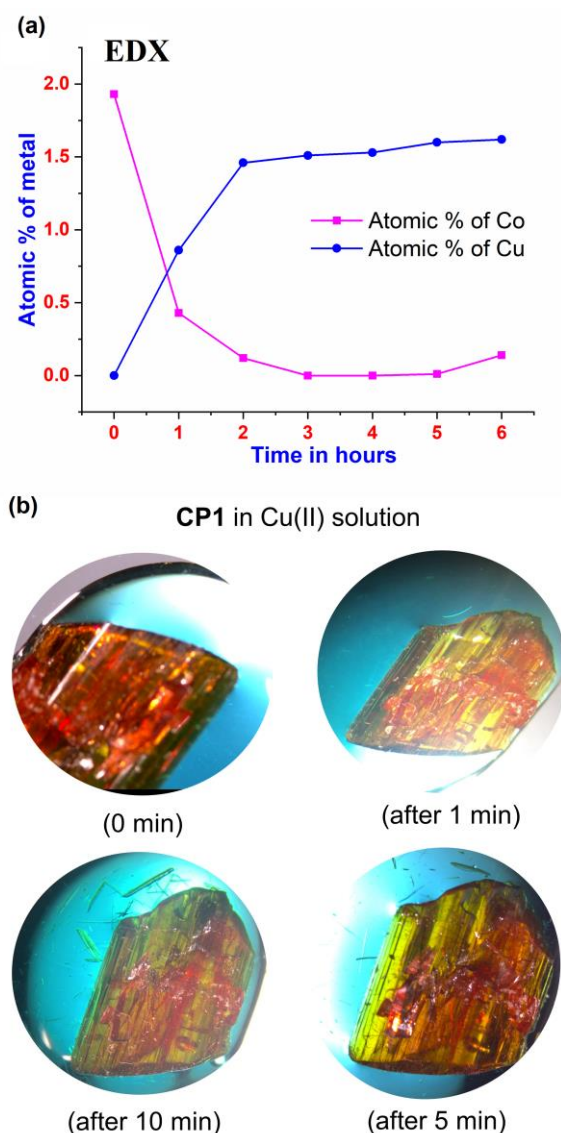 (a)
EDX
Atomic % of metal
2.0
1.5
1.0
0.5
0.0
Atomic % of Co
Atomic % of Cu
0 1 2 3 4 5 6
Time in hours
(b)
CP1 in Cu(II) solution
(0 min)
(after 1 min)
(after 10 min)
(after 5 min)